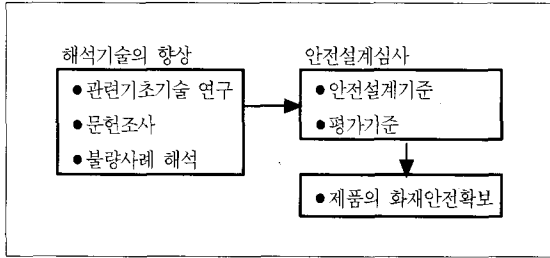 해석기술의 향상
● 관련기초기술 연구
● 문헌조사
● 불량사례 해석
안전설계심사
● 안전설계기준
● 평가기준
● 제품의 화재안전확보